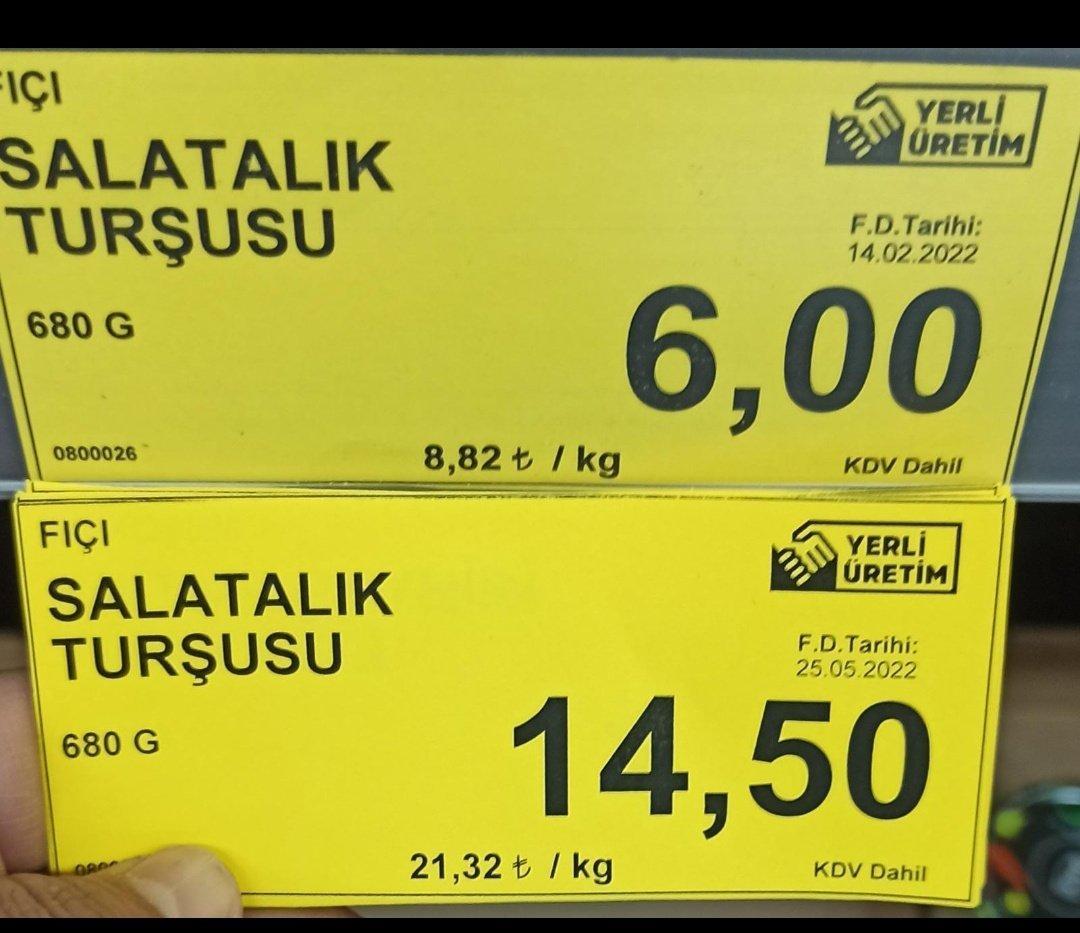 FIÇI
SALATALIK
TURŞUSU
680 G
YERLİ
ÜRETİM
F.D.Tarihi:
14.02.2022
6,00
0800026
8,82 ₺ / kg
KDV Dahil
FIÇI
SALATALIK
TURŞUSU
680 G
YERLİ
ÜRETİM
F.D.Tarihi:
25.05.2022
14,50
21,32 ₺ / kg
KDV Dahil